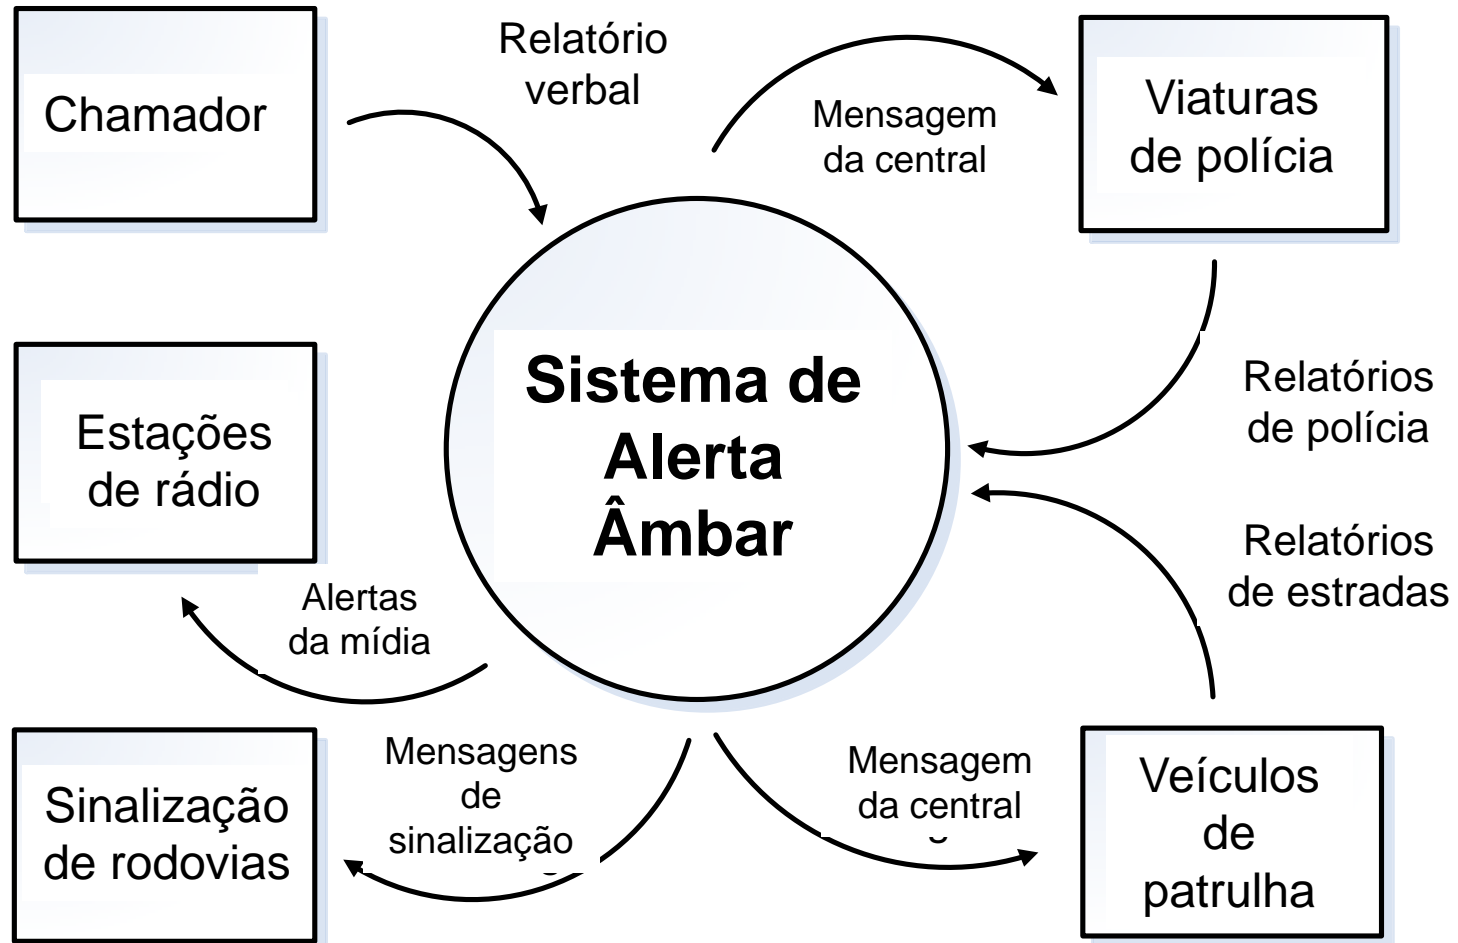 Chamador
Relatório
verbal
Mensagem
da central
Viaturas
de polícia
Estações
de rádio
Sistema de
Alerta
Âmbar
Relatórios
de polícia
Relatórios
de estradas
Alertas
da mídia
Sinalização
de rodovias
Mensagens
de
sinalização
Mensagem
da central
Veículos
de
patrulha